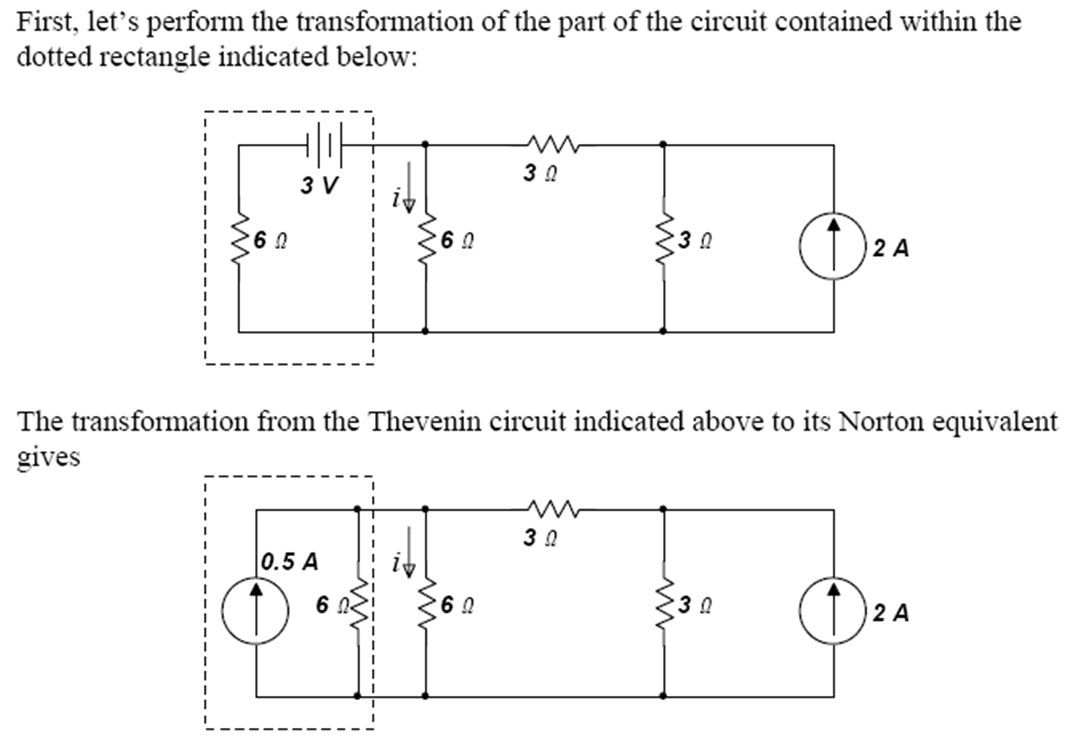 First, let’s perform the transformation of the part of the circuit contained within the
dotted rectangle indicated below:
3 V
i
3 Ω
6 Ω
6 Ω
3 Ω
2 A
The transformation from the Thevenin circuit indicated above to its Norton equivalent
gives
3 Ω
0.5 A
i
6 Ω
6 Ω
3 Ω
2 A